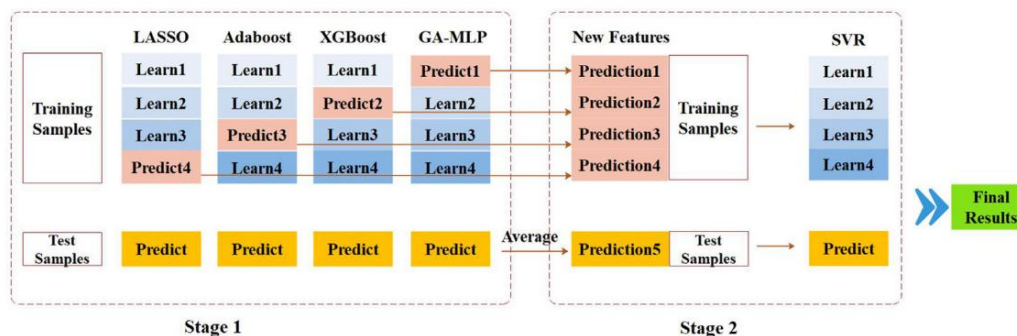 LASSO Adaboost XGBoost GA-MLP New Features SVR
Learn1 Learn1 Learn1 Predict1 Prediction1 Learn1
Training Samples
Learn2 Learn2 Predict2 Learn2 Prediction2 Training Samples Learn2
Learn3 Predict3 Learn3 Learn3 Prediction3 Learn3
Predict4 Learn4 Learn4 Learn4 Prediction4 Learn4
Final
Results
Test
Samples
Predict Predict Predict Predict Average Prediction5
Test
Samples
Predict
Stage 1 Stage 2